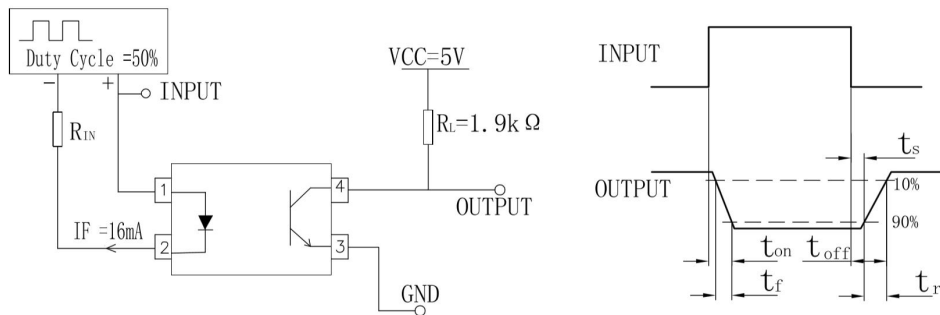 Duty Cycle =50%
− +
INPUT
RIN
VCC=5V
RL=1.9k Ω
1
4
OUTPUT
IF =16mA
2
3
GND
INPUT
ts
OUTPUT
10%
90%
ton
toff
tf
tr